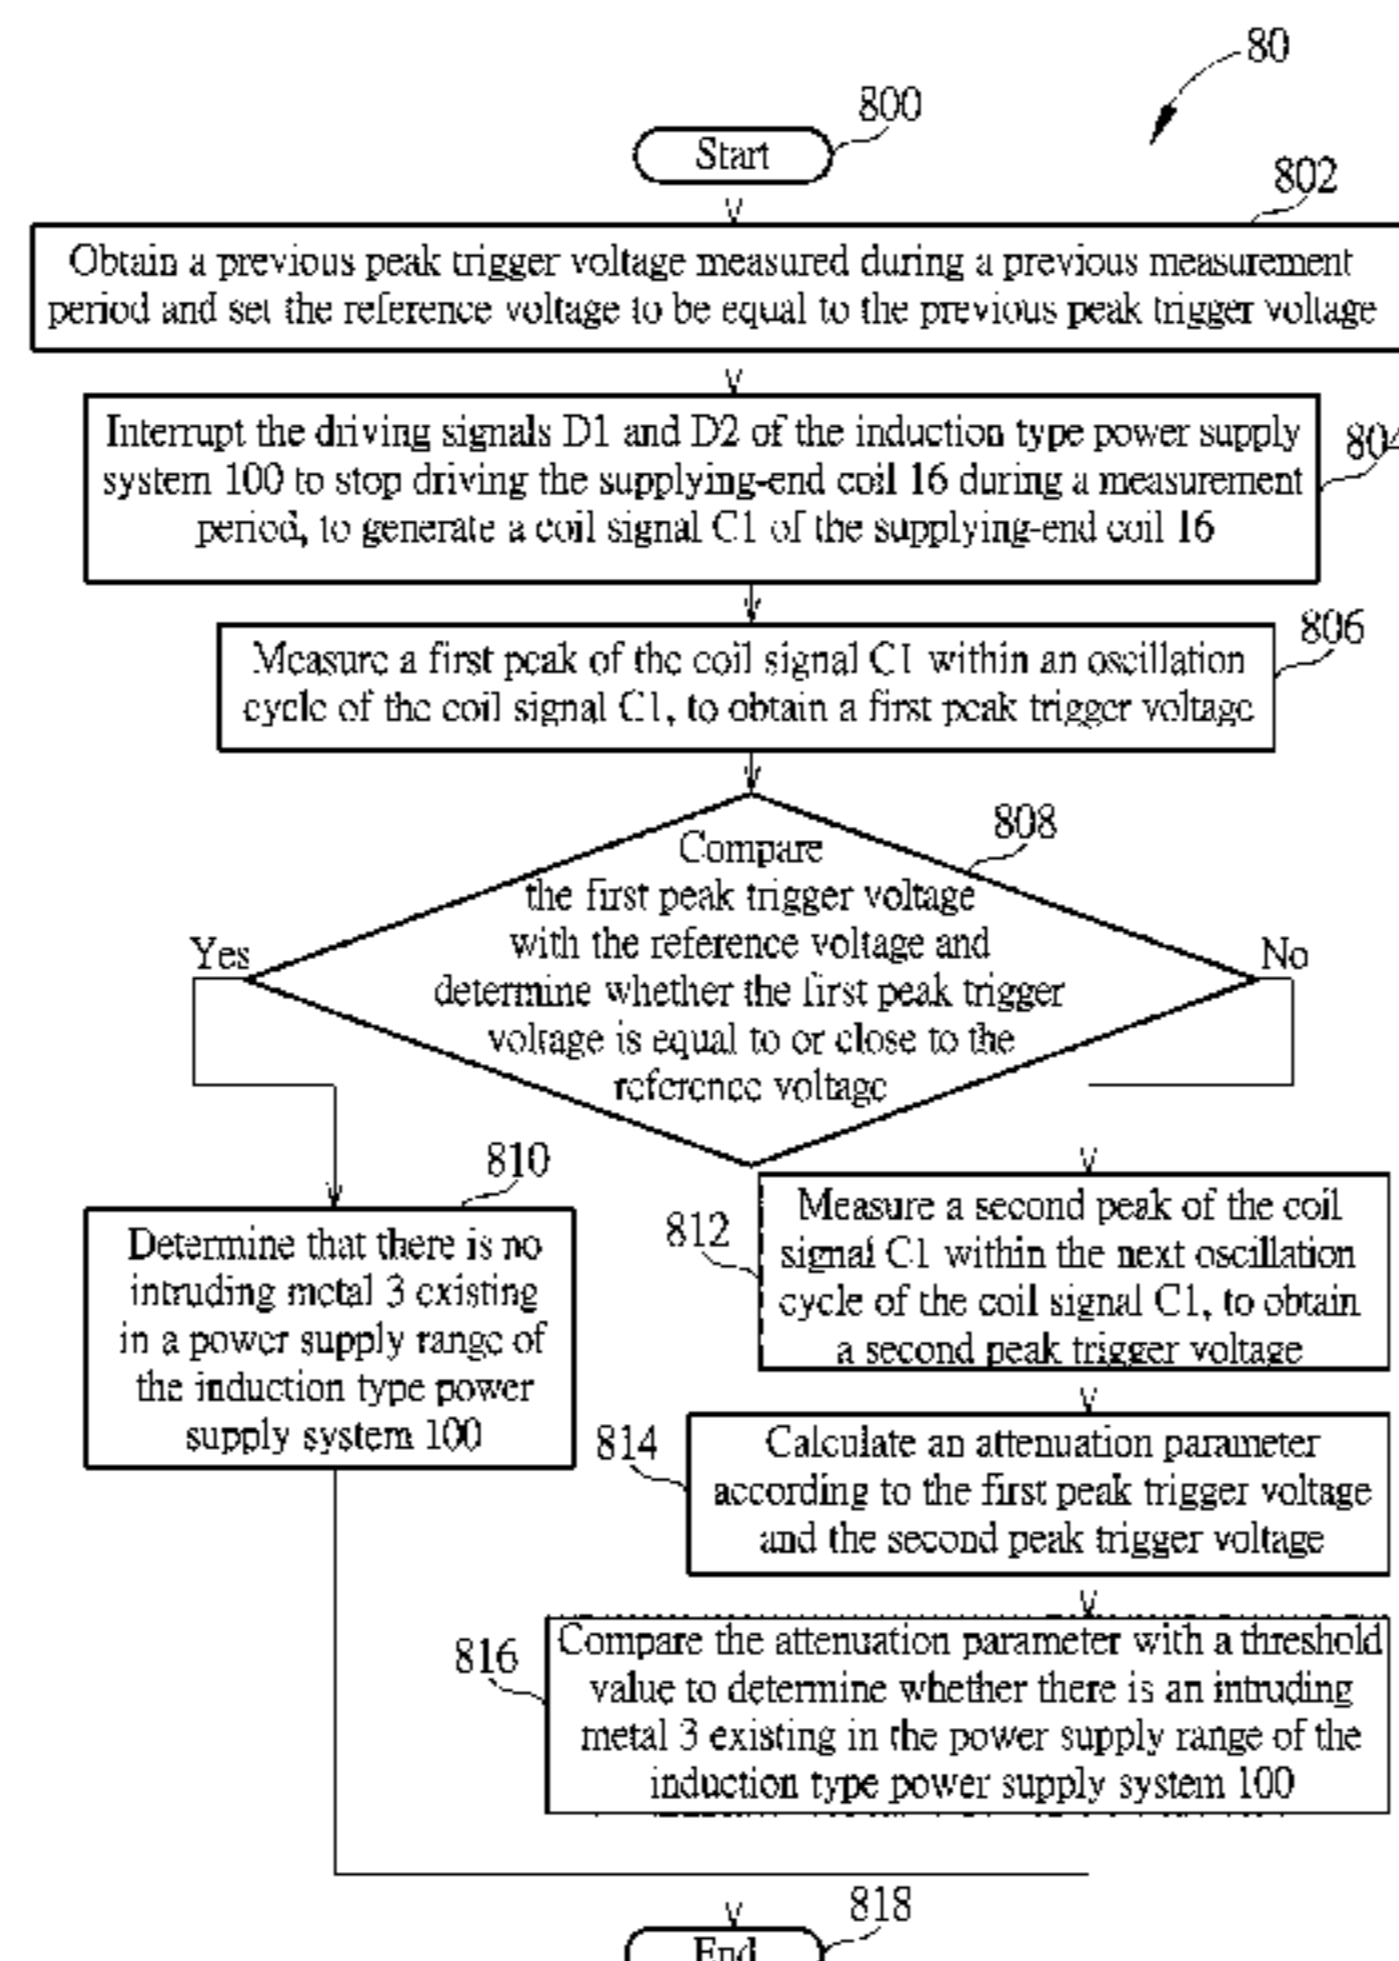 80
800
Start
802
Obtain a previous peak trigger voltage measured during a previous measurement
period and set the reference voltage to be equal to the previous peak trigger voltage
Interrupt the driving signals D1 and D2 of the induction type power supply
system 100 to stop driving the supplying-end coil 16 during a measurement
period, to generate a coil signal C1 of the supplying-end coil 16
804
806
Measure a first peak of the coil signal C1 within an oscillation
cycle of the coil signal C1, to obtain a first peak trigger voltage
808
Compare
the first peak trigger voltage
with the reference voltage and
determine whether the first peak trigger
voltage is equal to or close to the
reference voltage
Yes
No
810
Determine that there is no
intruding metal 3 existing
in a power supply range of
the induction type power
supply system 100
812
Measure a second peak of the coil
signal C1 within the next oscillation
cycle of the coil signal C1, to obtain
a second peak trigger voltage
814
Calculate an attenuation parameter
according to the first peak trigger voltage
and the second peak trigger voltage
816
Compare the attenuation parameter with a threshold
value to determine whether there is an intruding
metal 3 existing in the power supply range of the
induction type power supply system 100
818
End